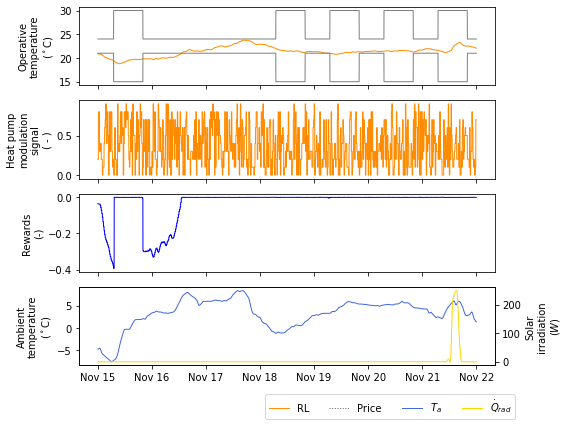 Operative
temperature
(°C)
30
25
20
15
Heat pump
modulation
signal
( - )
0.5
0.0
Rewards
(-)
0.0
−0.2
−0.4
Ambient
temperature
(°C)
5
0
−5
200
100
0
Solar
irradiation
(W)
Nov 15 Nov 16 Nov 17 Nov 18 Nov 19 Nov 20 Nov 21 Nov 22
RL Price T_a Q̇_rad